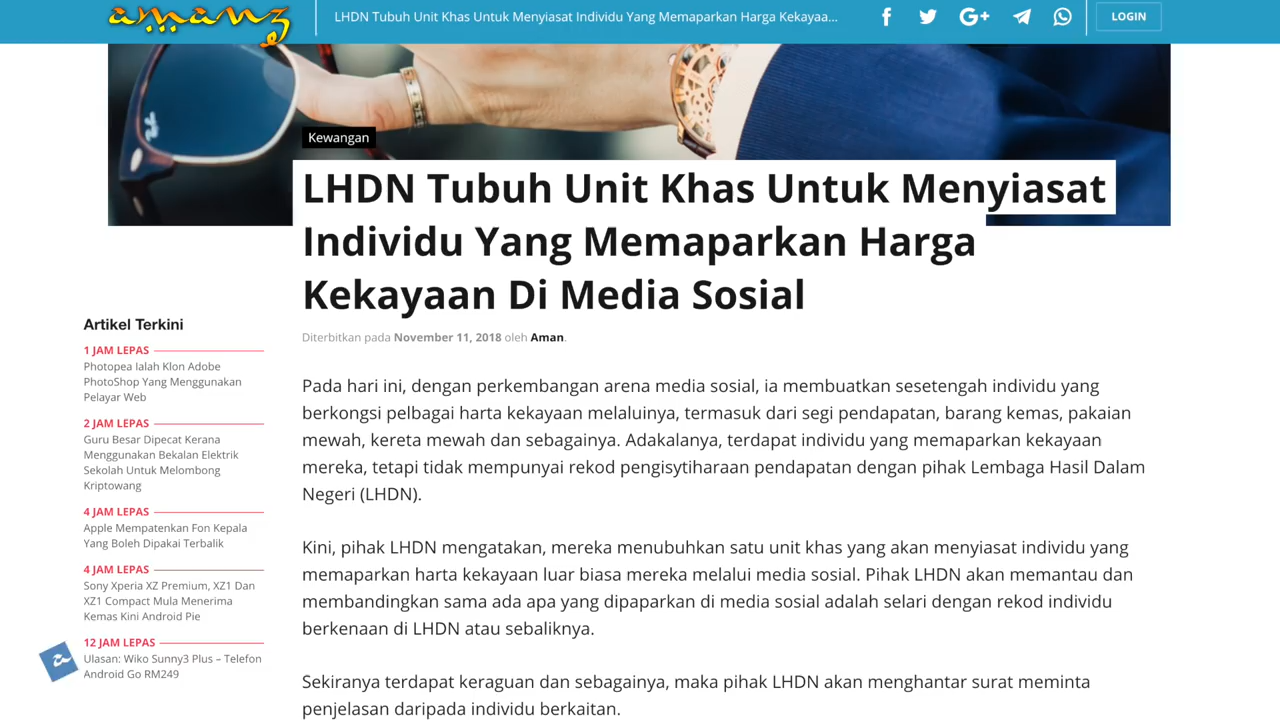 amanz
LHDN Tubuh Unit Khas Untuk Menyiasat Individu Yang Memaparkan Harga Kekayaa...
LOGIN
Ray-Ban
Kewangan
LHDN Tubuh Unit Khas Untuk Menyiasat
Individu Yang Memaparkan Harga
Kekayaan Di Media Sosial
Diterbitkan pada November 11, 2018 oleh Aman.
Artikel Terkini
1 JAM LEPAS
Photopea Ialah Klon Adobe
PhotoShop Yang Menggunakan
Pelayar Web
2 JAM LEPAS
Guru Besar Dipecat Kerana
Menggunakan Bekalan Elektrik
Sekolah Untuk Melombong
Kriptowang
4 JAM LEPAS
Apple Mempatenkan Fon Kepala
Yang Boleh Dipakai Terbalik
4 JAM LEPAS
Sony Xperia XZ Premium, XZ1 Dan
XZ1 Compact Mula Menerima
Kemas Kini Android Pie
12 JAM LEPAS
Ulasan: Wiko Sunny3 Plus – Telefon
Android Go RM249
Pada hari ini, dengan perkembangan arena media sosial, ia membuatkan sesetengah individu yang
berkongsi pelbagai harta kekayaan melaluinya, termasuk dari segi pendapatan, barang kemas, pakaian
mewah, kereta mewah dan sebagainya. Adakalanya, terdapat individu yang memaparkan kekayaan
mereka, tetapi tidak mempunyai rekod pengisytiharaan pendapatan dengan pihak Lembaga Hasil Dalam
Negeri (LHDN).
Kini, pihak LHDN mengatakan, mereka menubuhkan satu unit khas yang akan menyiasat individu yang
memaparkan harta kekayaan luar biasa mereka melalui media sosial. Pihak LHDN akan memantau dan
membandingkan sama ada apa yang dipaparkan di media sosial adalah selari dengan rekod individu
berkenaan di LHDN atau sebaliknya.
Sekiranya terdapat keraguan dan sebagainya, maka pihak LHDN akan menghantar surat meminta
penjelasan daripada individu berkaitan.